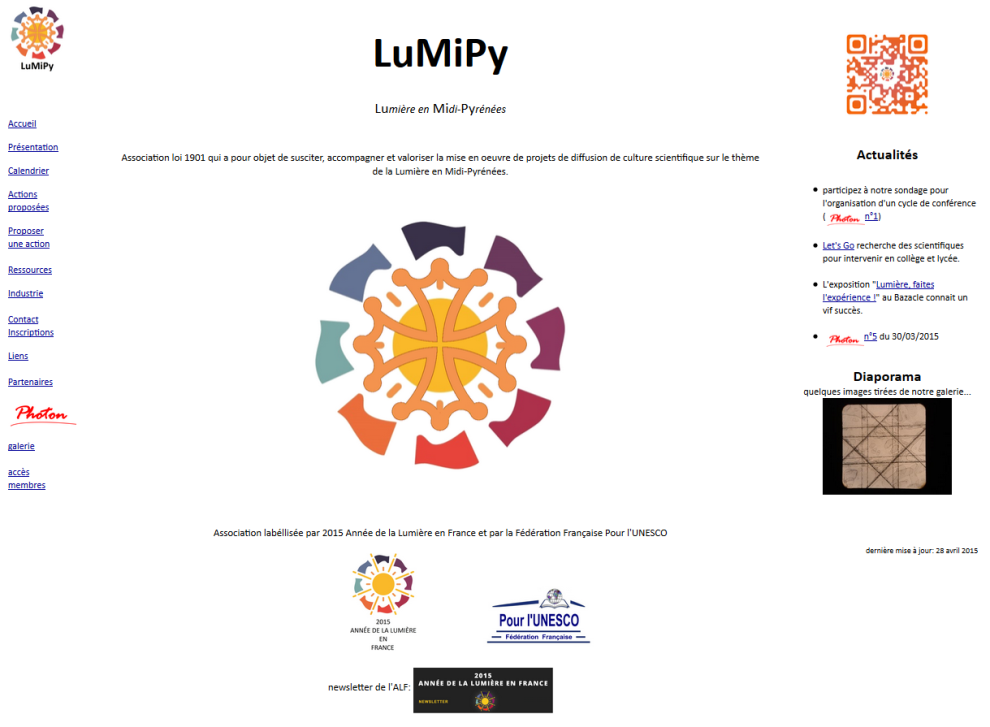 LuMiPy
Accueil
Présentation
Calendrier
Actions
proposées
Proposer
une action
Ressources
Industrie
Contact
Inscriptions
Liens
Partenaires
Photon
galerie
accès
membres
LuMiPy
Lumière en Midi-Pyrénées
Association loi 1901 qui a pour objet de susciter, accompagner et valoriser la mise en oeuvre de projets de diffusion de culture scientifique sur le thème
de la Lumière en Midi-Pyrénées.
Association labéllisée par 2015 Année de la Lumière en France et par la Fédération Française Pour l'UNESCO
2015
ANNÉE DE LA LUMIÈRE
EN
FRANCE
Pour l'UNESCO
Fédération Française
newsletter de l'ALF:
2015
ANNÉE DE LA LUMIÈRE EN FRANCE
NEWSLETTER
Actualités
• participez à notre sondage pour
l'organisation d'un cycle de conférence
( Photon n°1)
• Let's Go recherche des scientifiques
pour intervenir en collège et lycée.
• L'exposition "Lumière, faites
l'expérience !" au Bazacle connait un
vif succès.
• Photon n°5 du 30/03/2015
Diaporama
quelques images tirées de notre galerie...
dernière mise à jour: 28 avril 2015